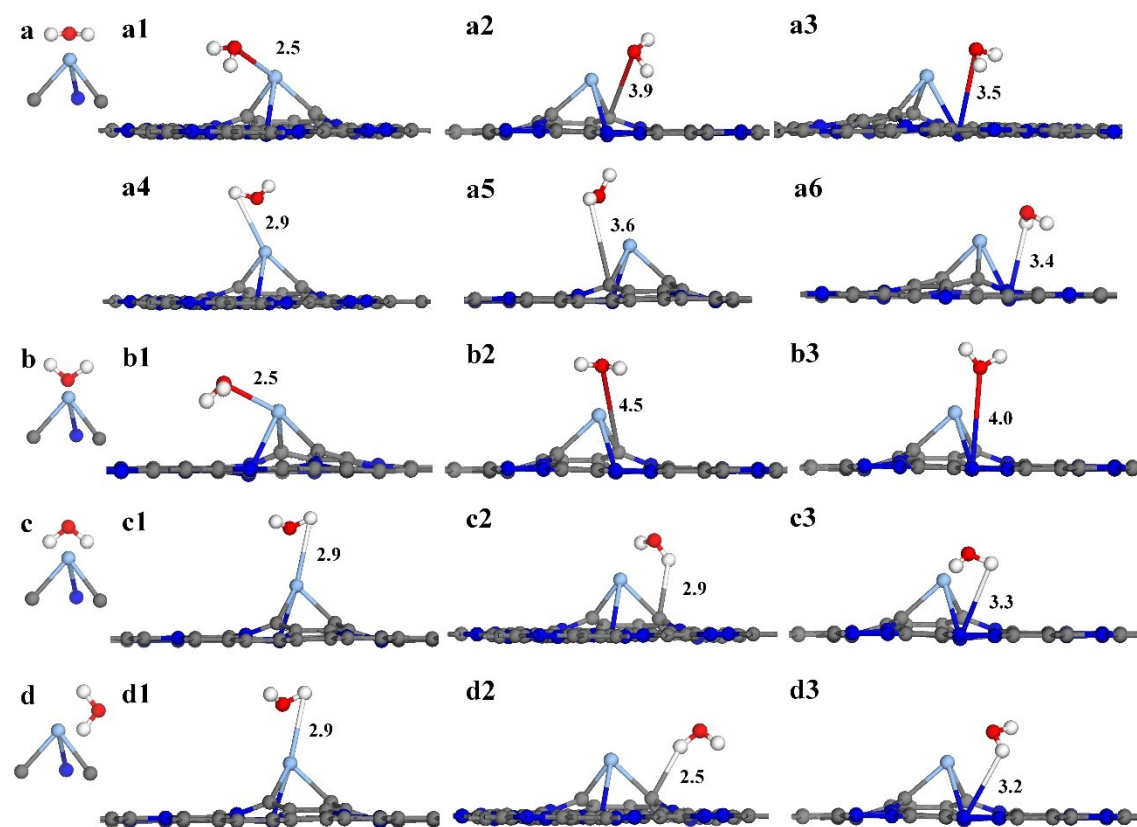 a a1 2.5 a2 3.9 a3 3.5
a4 2.9 a5 3.6 a6 3.4
b b1 2.5 b2 4.5 b3 4.0
c c1 2.9 c2 2.9 c3 3.3
d d1 2.9 d2 2.5 d3 3.2